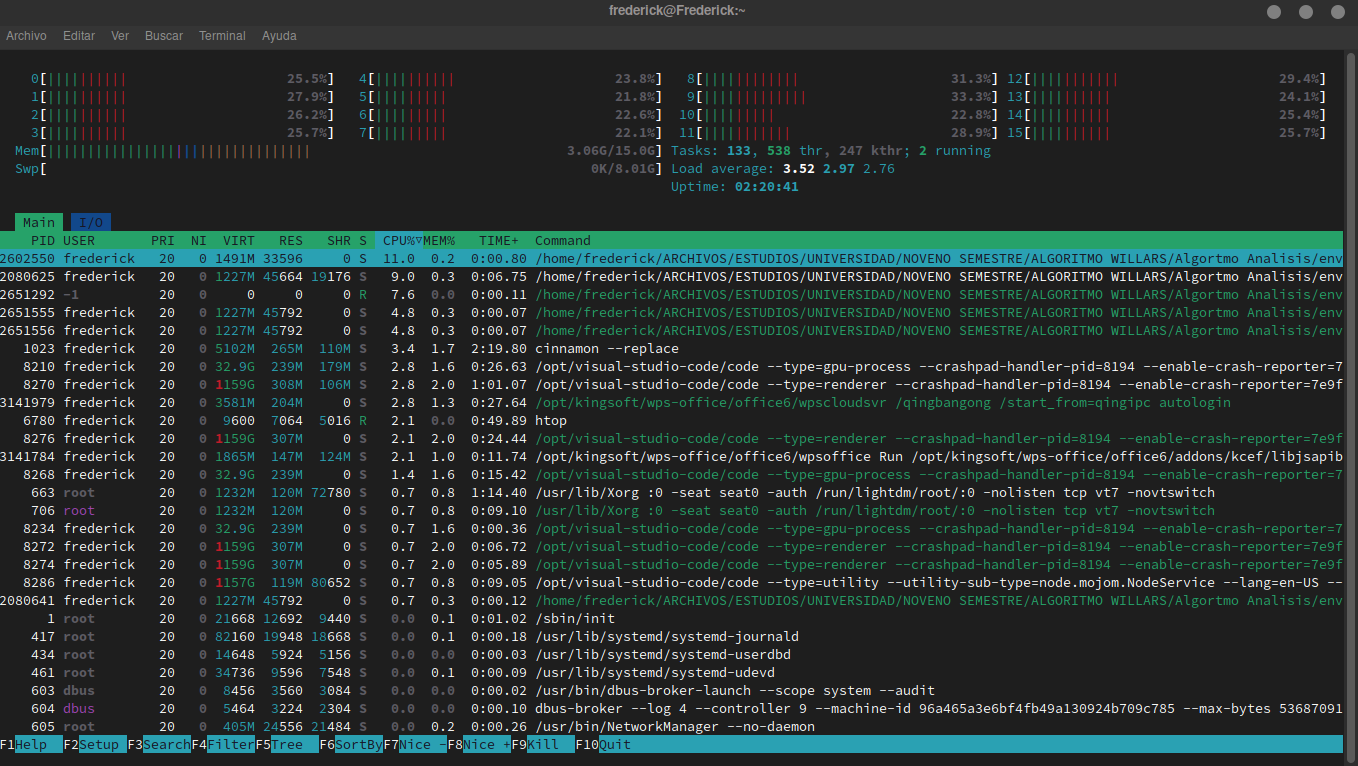 frederick@Frederick:~
Archivo Editar Ver Buscar Terminal Ayuda
0[|||||||||| 25.5%] 4[|||||||||| 23.8%] 8[|||||||||||| 31.3%] 12[||||||||||| 29.4%]
1[|||||||||| 27.9%] 5[||||||||| 21.8%] 9[||||||||||||| 33.3%] 13[|||||||||| 24.1%]
2[|||||||||| 26.2%] 6[||||||||| 22.6%] 10[||||||||| 22.8%] 14[|||||||||| 25.4%]
3[|||||||||| 25.7%] 7[||||||||| 22.1%] 11[||||||||||| 28.9%] 15[|||||||||| 25.7%]
Mem[|||||||||||||||||||||||||||||||||| 3.06G/15.0G] Tasks: 133, 538 thr, 247 kthr; 2 running
Swp[ 0K/8.01G] Load average: 3.52 2.97 2.76
Uptime: 02:20:41
Main I/O
PID USER PRI NI VIRT RES SHR S CPU%▽MEM% TIME+ Command
2602550 frederick 20 0 1491M 33596 0 S 11.0 0.2 0:00.80 /home/frederick/ARCHIVOS/ESTUDIOS/UNIVERSIDAD/NOVENO SEMESTRE/ALGORITMO WILLARS/Algortmo Analisis/env
2080625 frederick 20 0 1227M 45664 19176 S 9.0 0.3 0:06.75 /home/frederick/ARCHIVOS/ESTUDIOS/UNIVERSIDAD/NOVENO SEMESTRE/ALGORITMO WILLARS/Algortmo Analisis/env
2651292 -1 20 0 0 0 0 R 7.6 0.0 0:00.11 /home/frederick/ARCHIVOS/ESTUDIOS/UNIVERSIDAD/NOVENO SEMESTRE/ALGORITMO WILLARS/Algortmo Analisis/env
2651555 frederick 20 0 1227M 45792 0 S 4.8 0.3 0:00.07 /home/frederick/ARCHIVOS/ESTUDIOS/UNIVERSIDAD/NOVENO SEMESTRE/ALGORITMO WILLARS/Algortmo Analisis/env
2651556 frederick 20 0 1227M 45792 0 S 4.8 0.3 0:00.07 /home/frederick/ARCHIVOS/ESTUDIOS/UNIVERSIDAD/NOVENO SEMESTRE/ALGORITMO WILLARS/Algortmo Analisis/env
1023 frederick 20 0 5102M 265M 110M S 3.4 1.7 2:19.80 cinnamon --replace
8210 frederick 20 0 32.9G 239M 179M S 2.8 1.6 0:26.63 /opt/visual-studio-code/code --type=gpu-process --crashpad-handler-pid=8194 --enable-crash-reporter=7
8270 frederick 20 0 1159G 308M 106M S 2.8 2.0 1:01.07 /opt/visual-studio-code/code --type=renderer --crashpad-handler-pid=8194 --enable-crash-reporter=7e9f
3141979 frederick 20 0 3581M 204M 0 S 2.8 1.3 0:27.64 /opt/kingsoft/wps-office/office6/wpscloudsvr /qingbangong /start_from=qingipc autologin
6780 frederick 20 0 9600 7064 5016 R 2.1 0.0 0:49.89 htop
8276 frederick 20 0 1159G 307M 0 S 2.1 2.0 0:24.44 /opt/visual-studio-code/code --type=renderer --crashpad-handler-pid=8194 --enable-crash-reporter=7e9f
3141784 frederick 20 0 1865M 147M 124M S 2.1 1.0 0:11.74 /opt/kingsoft/wps-office/office6/wpsoffice Run /opt/kingsoft/wps-office/office6/addons/kcef/libjsapib
8268 frederick 20 0 32.9G 239M 0 S 1.4 1.6 0:15.42 /opt/visual-studio-code/code --type=gpu-process --crashpad-handler-pid=8194 --enable-crash-reporter=7
663 root 20 0 1232M 120M 72780 S 0.7 0.8 1:14.40 /usr/lib/Xorg :0 -seat seat0 -auth /run/lightdm/root/:0 -nolisten tcp vt7 -novtswitch
706 root 20 0 1232M 120M 0 S 0.7 0.8 0:09.10 /usr/lib/Xorg :0 -seat seat0 -auth /run/lightdm/root/:0 -nolisten tcp vt7 -novtswitch
8234 frederick 20 0 32.9G 239M 0 S 0.7 1.6 0:00.36 /opt/visual-studio-code/code --type=gpu-process --crashpad-handler-pid=8194 --enable-crash-reporter=7
8272 frederick 20 0 1159G 307M 0 S 0.7 2.0 0:06.72 /opt/visual-studio-code/code --type=renderer --crashpad-handler-pid=8194 --enable-crash-reporter=7e9f
8274 frederick 20 0 1159G 307M 0 S 0.7 2.0 0:05.89 /opt/visual-studio-code/code --type=renderer --crashpad-handler-pid=8194 --enable-crash-reporter=7e9f
8286 frederick 20 0 1157G 119M 80652 S 0.7 0.8 0:09.05 /opt/visual-studio-code/code --type=utility --utility-sub-type=node.mojom.NodeService --lang=en-US --
2080641 frederick 20 0 1227M 45792 0 S 0.7 0.3 0:00.12 /home/frederick/ARCHIVOS/ESTUDIOS/UNIVERSIDAD/NOVENO SEMESTRE/ALGORITMO WILLARS/Algortmo Analisis/env
1 root 20 0 21668 12692 9440 S 0.0 0.1 0:01.02 /sbin/init
417 root 20 0 82160 19948 18668 S 0.0 0.1 0:00.18 /usr/lib/systemd/systemd-journald
434 root 20 0 14648 5924 5156 S 0.0 0.0 0:00.03 /usr/lib/systemd/systemd-userdbd
461 root 20 0 34736 9596 7548 S 0.0 0.1 0:00.09 /usr/lib/systemd/systemd-udevd
603 dbus 20 0 8456 3560 3084 S 0.0 0.0 0:00.02 /usr/bin/dbus-broker-launch --scope system --audit
604 dbus 20 0 5464 3224 2304 S 0.0 0.0 0:00.10 dbus-broker --log 4 --controller 9 --machine-id 96a465a3e6bf4fb49a130924b709c785 --max-bytes 53687091
605 root 20 0 405M 24556 21484 S 0.0 0.2 0:00.26 /usr/bin/NetworkManager --no-daemon
F1Help F2Setup F3SearchF4FilterF5Tree F6SortByF7Nice -F8Nice +F9Kill F10Quit